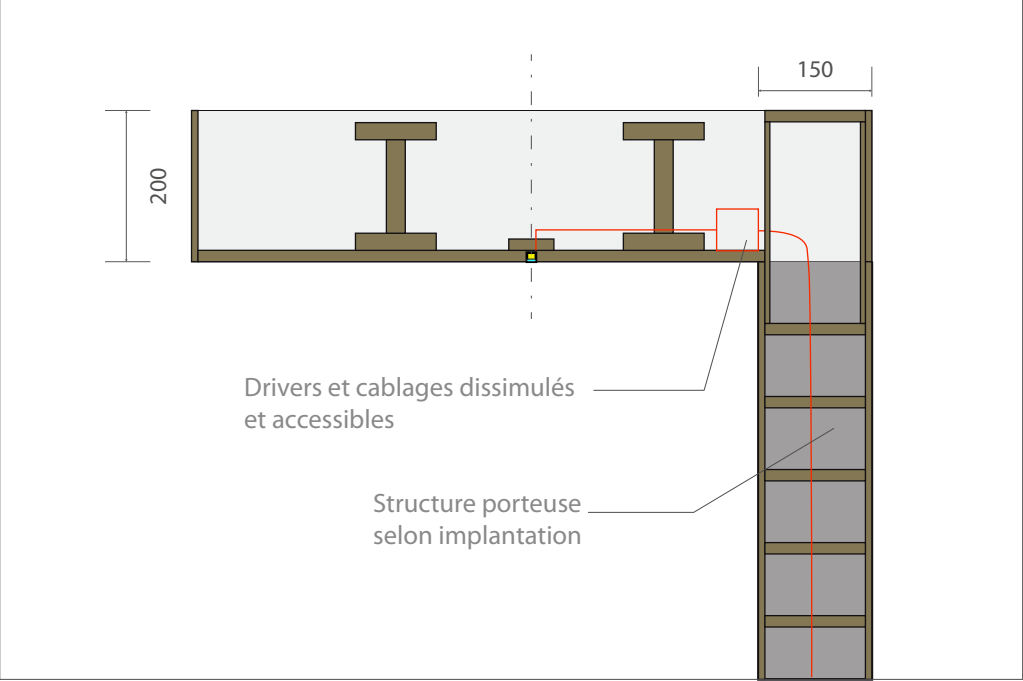 150
200
Drivers et cablages dissimulés
et accessibles
Structure porteuse
selon implantation